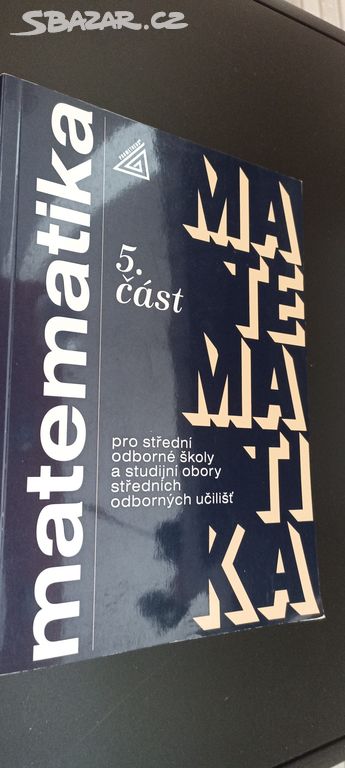 SBAZAR.CZ
matematika
PROMETHEUS
5.
část
pro střední
odborné školy
a studijní obory
středních
odborných učilišť
MA
TE
MA
TI
KA